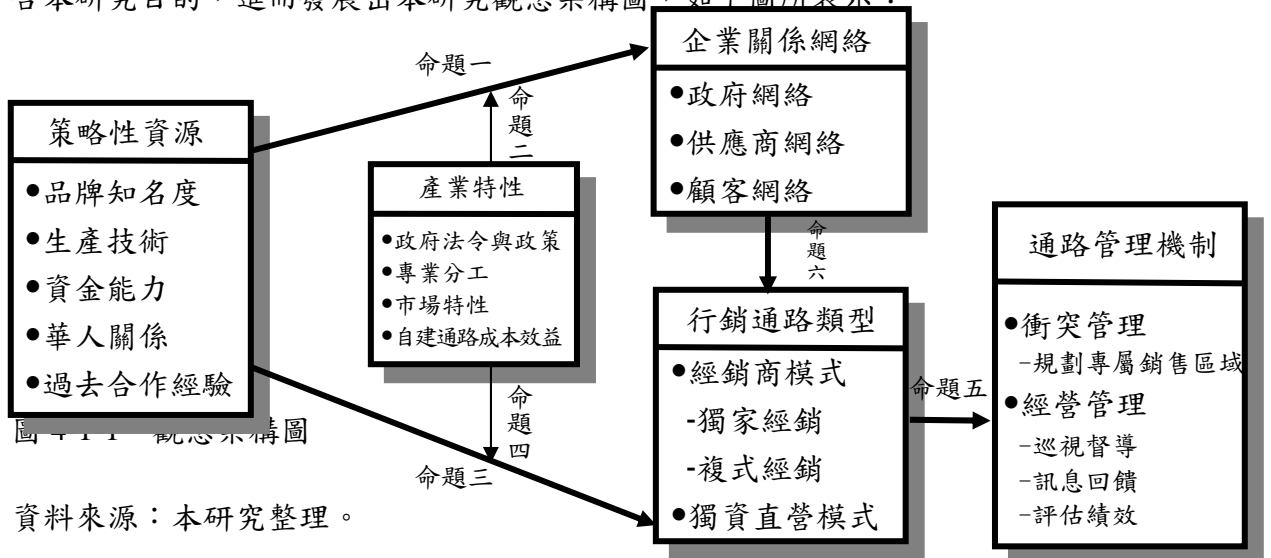 命題一
企業關係網絡
●政府網絡
●供應商網絡
●顧客網絡
命題二
策略性資源
●品牌知名度
●生產技術
●資金能力
●華人關係
●過去合作經驗
產業特性
●政府法令與政策
●專業分工
●市場特性
●自建通路成本效益
命題六
命題四
命題三
行銷通路類型
●經銷商模式
-獨家經銷
-複式經銷
●獨資直營模式
命題五
通路管理機制
●衝突管理
-規劃專屬銷售區域
●經營管理
-巡視督導
-訊息回饋
-評估績效
觀念架構圖
資料來源：本研究整理。